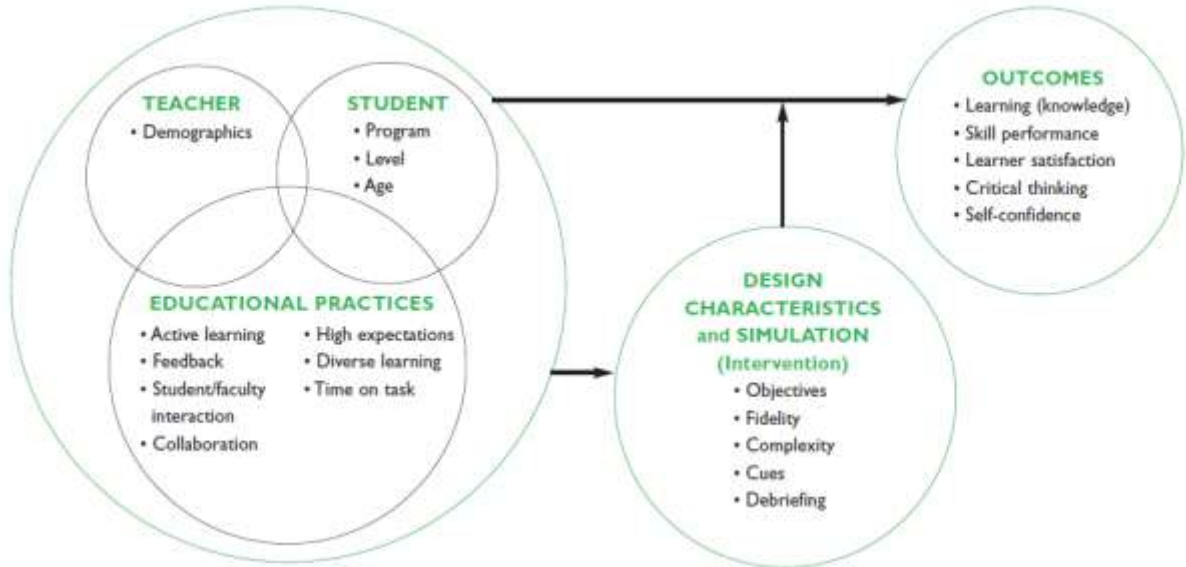 TEACHER
• Demographics
STUDENT
• Program
• Level
• Age
EDUCATIONAL PRACTICES
• Active learning
• Feedback
• Student/faculty
interaction
• Collaboration
• High expectations
• Diverse learning
• Time on task
DESIGN
CHARACTERISTICS
and SIMULATION
(Intervention)
• Objectives
• Fidelity
• Complexity
• Cues
• Debriefing
OUTCOMES
• Learning (knowledge)
• Skill performance
• Learner satisfaction
• Critical thinking
• Self-confidence